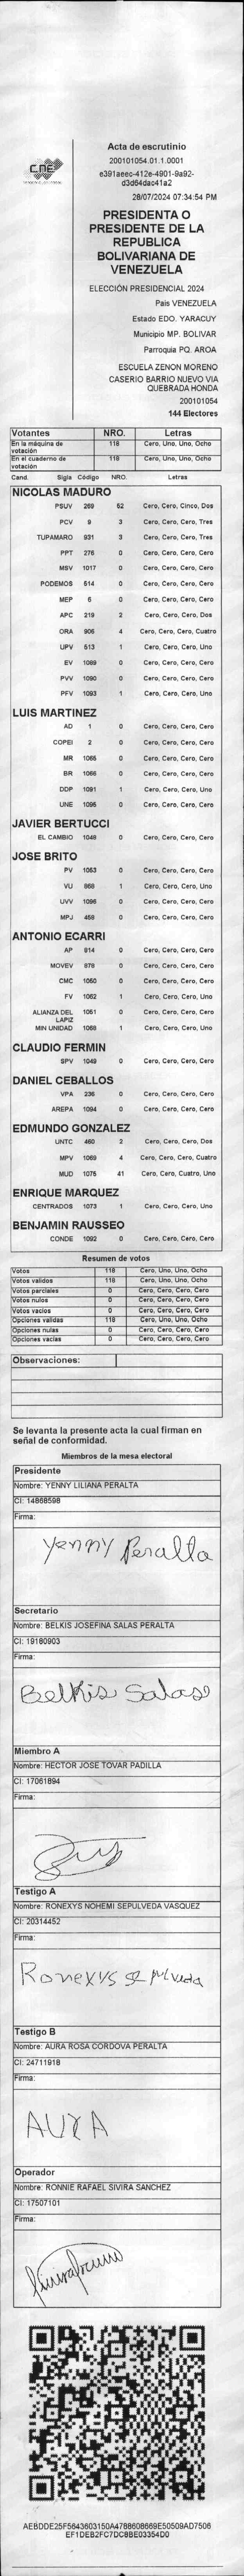 CNE
Acta de escrutinio
200101054.01.1.0001
e391aeec-412e-4901-9a92-
d3d64dac41a2
28/07/2024 07:34:54 PM
PRESIDENTA O
PRESIDENTE DE LA
REPUBLICA
BOLIVARIANA DE
VENEZUELA
ELECCIÓN PRESIDENCIAL 2024
Pais VENEZUELA
Estado EDO. YARACUY
Municipio MP. BOLIVAR
Parroquia PQ. AROA
ESCUELA ZENON MORENO
CASERIO BARRIO NUEVO VIA
QUEBRADA HONDA
200101054
144 Electores
Votantes NRO. Letras
En la máquina de votación 118 Cero, Uno, Uno, Ocho
En el cuaderno de votación 118 Cero, Uno, Uno, Ocho
Cand. Sigla Código NRO. Letras
NICOLAS MADURO
PSUV 269 52 Cero, Cero, Cinco, Dos
PCV 9 3 Cero, Cero, Cero, Tres
TUPAMARO 931 3 Cero, Cero, Cero, Tres
PPT 276 0 Cero, Cero, Cero, Cero
MSV 1017 0 Cero, Cero, Cero, Cero
PODEMOS 614 0 Cero, Cero, Cero, Cero
MEP 6 0 Cero, Cero, Cero, Cero
APC 219 2 Cero, Cero, Cero, Dos
ORA 906 4 Cero, Cero, Cero, Cuatro
UPV 513 1 Cero, Cero, Cero, Uno
EV 1089 0 Cero, Cero, Cero, Cero
PVV 1090 0 Cero, Cero, Cero, Cero
PFV 1093 1 Cero, Cero, Cero, Uno
LUIS MARTINEZ
AD 1 0 Cero, Cero, Cero, Cero
COPEI 2 0 Cero, Cero, Cero, Cero
MR 1065 0 Cero, Cero, Cero, Cero
BR 1066 0 Cero, Cero, Cero, Cero
DDP 1091 1 Cero, Cero, Cero, Uno
UNE 1095 0 Cero, Cero, Cero, Cero
JAVIER BERTUCCI
EL CAMBIO 1046 0 Cero, Cero, Cero, Cero
JOSE BRITO
PV 1053 0 Cero, Cero, Cero, Cero
VU 868 1 Cero, Cero, Cero, Uno
UVV 1096 0 Cero, Cero, Cero, Cero
MPJ 458 0 Cero, Cero, Cero, Cero
ANTONIO ECARRI
AP 814 0 Cero, Cero, Cero, Cero
MOVEV 878 0 Cero, Cero, Cero, Cero
CMC 1050 0 Cero, Cero, Cero, Cero
FV 1062 1 Cero, Cero, Cero, Uno
ALIANZA DEL LAPIZ 1051 0 Cero, Cero, Cero, Cero
MIN UNIDAD 1058 1 Cero, Cero, Cero, Uno
CLAUDIO FERMIN
SPV 1049 0 Cero, Cero, Cero, Cero
DANIEL CEBALLOS
VPA 236 0 Cero, Cero, Cero, Cero
AREPA 1094 0 Cero, Cero, Cero, Cero
EDMUNDO GONZALEZ
UNTC 460 2 Cero, Cero, Cero, Dos
MPV 1069 4 Cero, Cero, Cero, Cuatro
MUD 1075 41 Cero, Cero, Cuatro, Uno
ENRIQUE MARQUEZ
CENTRADOS 1073 1 Cero, Cero, Cero, Uno
BENJAMIN RAUSSEO
CONDE 1092 0 Cero, Cero, Cero, Cero
Resumen de votos
Votos 118 Cero, Uno, Uno, Ocho
Votos validos 118 Cero, Uno, Uno, Ocho
Votos parciales 0 Cero, Cero, Cero, Cero
Votos nulos 0 Cero, Cero, Cero, Cero
Votos vacios 0 Cero, Cero, Cero, Cero
Opciones validas 118 Cero, Uno, Uno, Ocho
Opciones nulas 0 Cero, Cero, Cero, Cero
Opciones vacias 0 Cero, Cero, Cero, Cero
Observaciones:
Se levanta la presente acta la cual firman en
señal de conformidad.
Miembros de la mesa electoral
Presidente
Nombre: YENNY LILIANA PERALTA
CI: 14868598
Firma:
Yenny Peralta
Secretario
Nombre: BELKIS JOSEFINA SALAS PERALTA
CI: 19180903
Firma:
Belkis Salas
Miembro A
Nombre: HECTOR JOSE TOVAR PADILLA
CI: 17061894
Firma:
Testigo A
Nombre: RONEXYS NOHEMI SEPULVEDA VASQUEZ
CI: 20314452
Firma:
Ronexys Sepulveda
Testigo B
Nombre: AURA ROSA CORDOVA PERALTA
CI: 24711918
Firma:
AURA
Operador
Nombre: RONNIE RAFAEL SIVIRA SANCHEZ
CI: 17507101
Firma:
AEBDDE25F5643603150A4788608669E50509AD7506
EF1DEB2FC7DC8BE03354D0